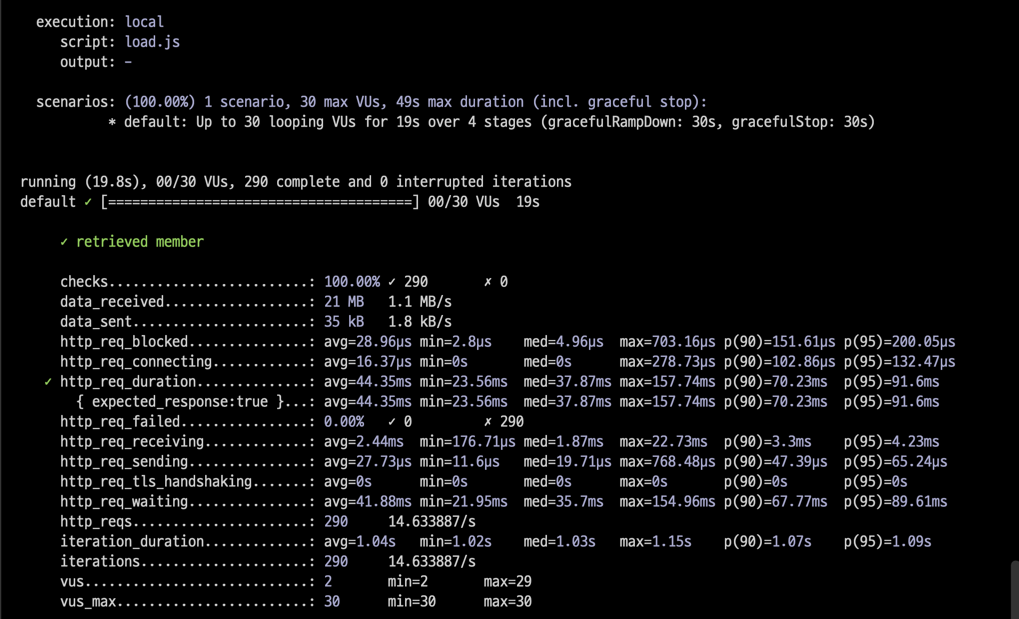 execution: local
script: load.js
output: -
scenarios: (100.00%) 1 scenario, 30 max VUs, 49s max duration (incl. graceful stop):
* default: Up to 30 looping VUs for 19s over 4 stages (gracefulRampDown: 30s, gracefulStop: 30s)
running (19.8s), 00/30 VUs, 290 complete and 0 interrupted iterations
default ✓ [======================================] 00/30 VUs  19s
✓ retrieved member
checks.........................: 100.00% ✓ 290       ✗ 0
data_received..................: 21 MB   1.1 MB/s
data_sent......................: 35 kB   1.8 kB/s
http_req_blocked...............: avg=28.96µs min=2.8µs    med=4.96µs  max=703.16µs p(90)=151.61µs p(95)=200.05µs
http_req_connecting............: avg=16.37µs min=0s       med=0s      max=278.73µs p(90)=102.86µs p(95)=132.47µs
✓ http_req_duration..............: avg=44.35ms min=23.56ms  med=37.87ms max=157.74ms p(90)=70.23ms  p(95)=91.6ms
{ expected_response:true }...: avg=44.35ms min=23.56ms  med=37.87ms max=157.74ms p(90)=70.23ms  p(95)=91.6ms
http_req_failed................: 0.00%   ✓ 0         ✗ 290
http_req_receiving.............: avg=2.44ms  min=176.71µs med=1.87ms  max=22.73ms  p(90)=3.3ms    p(95)=4.23ms
http_req_sending...............: avg=27.73µs min=11.6µs   med=19.71µs max=768.48µs p(90)=47.39µs  p(95)=65.24µs
http_req_tls_handshaking.......: avg=0s      min=0s       med=0s      max=0s       p(90)=0s       p(95)=0s
http_req_waiting...............: avg=41.88ms min=21.95ms  med=35.7ms  max=154.96ms p(90)=67.77ms  p(95)=89.61ms
http_reqs......................: 290     14.633887/s
iteration_duration.............: avg=1.04s   min=1.02s    med=1.03s   max=1.15s    p(90)=1.07s    p(95)=1.09s
iterations.....................: 290     14.633887/s
vus............................: 2       min=2       max=29
vus_max........................: 30      min=30      max=30